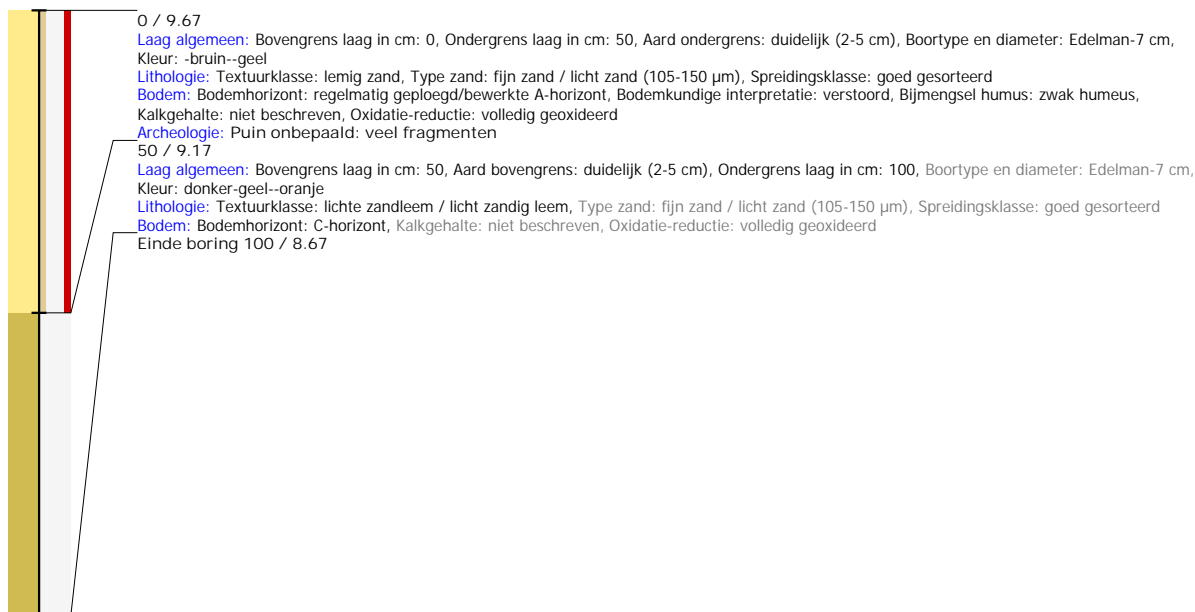 0 / 9.67
Laag algemeen: Bovengrens laag in cm: 0, Ondergrens laag in cm: 50, Aard ondergrens: duidelijk (2-5 cm), Boortype en diameter: Edelman-7 cm,
Kleur: -bruin--geel
Lithologie: Textuurklasse: lemig zand, Type zand: fijn zand / licht zand (105-150 µm), Spreidingsklasse: goed gesorteerd
Bodem: Bodemhorizont: regelmatig geploegd/bewerkte A-horizont, Bodemkundige interpretatie: verstoord, Bijmengsel humus: zwak humeus,
Kalkgehalte: niet beschreven, Oxidatie-reductie: volledig geoxideerd
Archeologie: Puin onbepaald: veel fragmenten
50 / 9.17
Laag algemeen: Bovengrens laag in cm: 50, Aard bovengrens: duidelijk (2-5 cm), Ondergrens laag in cm: 100, Boortype en diameter: Edelman-7 cm,
Kleur: donker-geel--oranje
Lithologie: Textuurklasse: lichte zandleem / licht zandig leem, Type zand: fijn zand / licht zand (105-150 µm), Spreidingsklasse: goed gesorteerd
Bodem: Bodemhorizont: C-horizont, Kalkgehalte: niet beschreven, Oxidatie-reductie: volledig geoxideerd
Einde boring 100 / 8.67